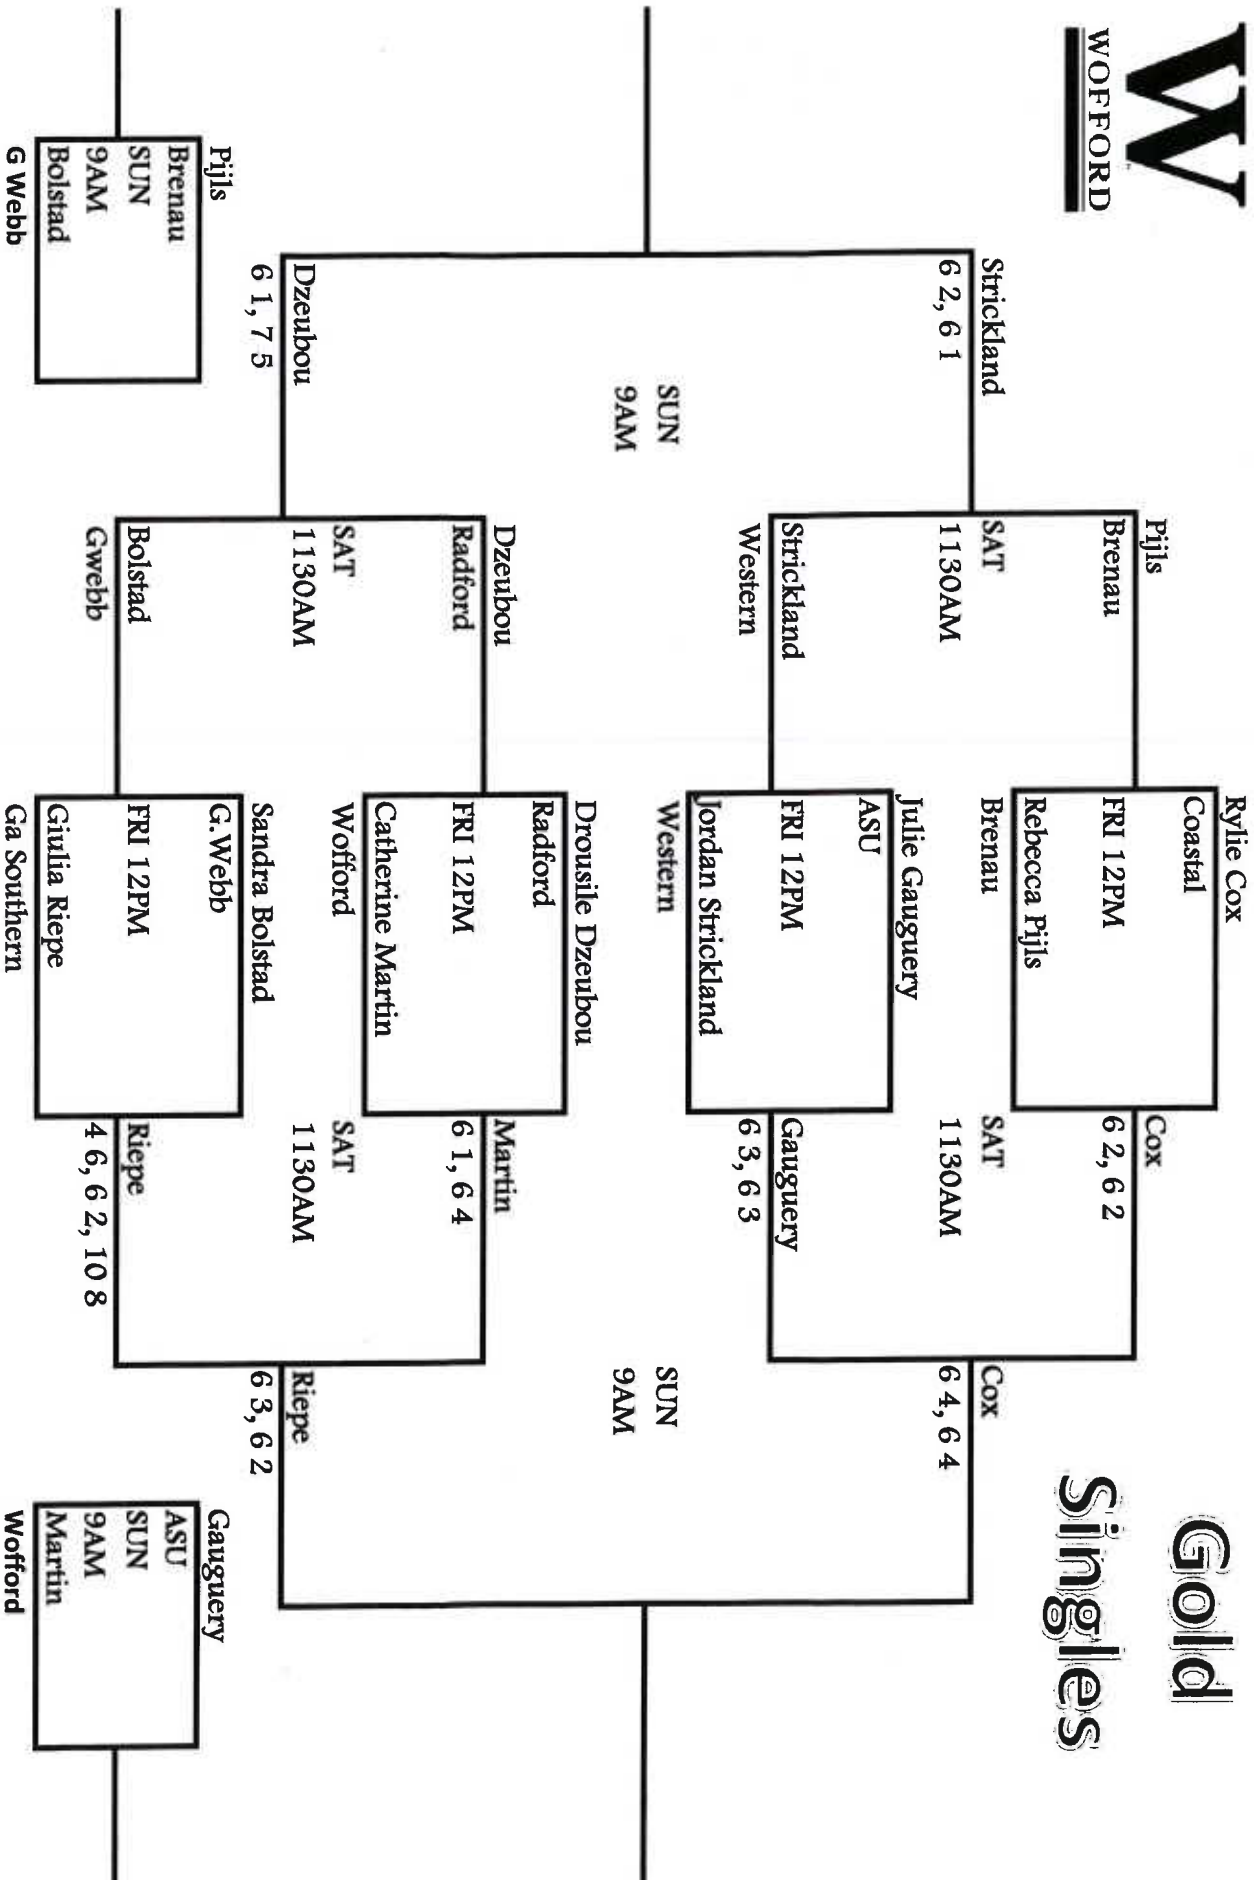 W
WOFFORD
Gold
Singles
Rylie Cox
Coastal
FRI 12PM
Rebecca Pijls
Brenau
Julie Gauguery
ASU
FRI 12PM
Jordan Strickland
Western
Drousile Dzeubou
Radford
FRI 12PM
Catherine Martin
Wofford
Sandra Bolstad
G.Webb
FRI 12PM
Giulia Riepe
Ga Southern
Pijls
Brenau
SAT
1130AM
Strickland
Western
Dzeubou
Radford
SAT
1130AM
Bolstad
Gwebb
Strickland
6 2, 6 1
SUN
9AM
Dzeubou
6 1, 7 5
Pijls
Brenau
SUN
9AM
Bolstad
G Webb
Cox
6 2, 6 2
SAT
1130AM
Gauguery
6 3, 6 3
Martin
6 1, 6 4
SAT
1130AM
Riepe
4 6, 6 2, 10 8
Cox
6 4, 6 4
SUN
9AM
Riepe
6 3, 6 2
Gauguery
ASU
SUN
9AM
Martin
Wofford